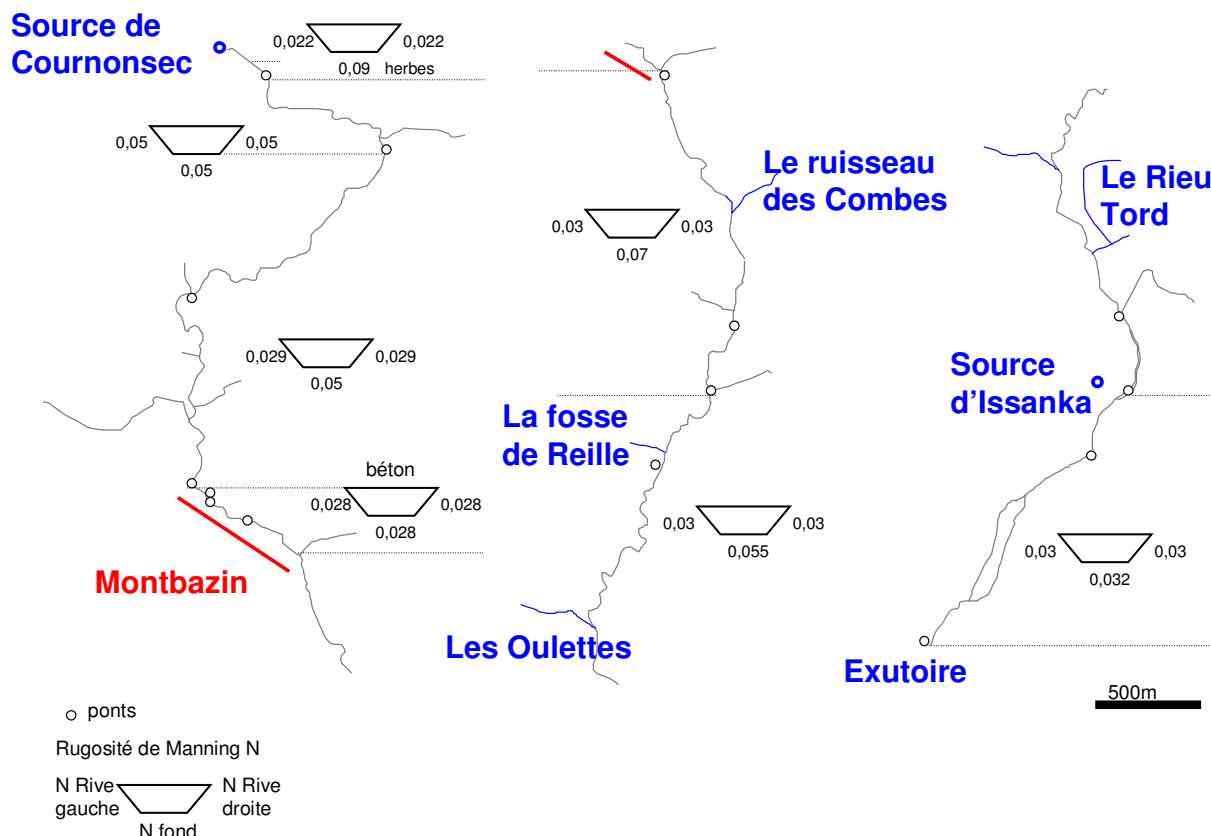 Source de
Cournonsec
0,022
0,022
0,09 herbes
0,05
0,05
0,05
0,029
0,029
0,05
béton
0,028
0,028
0,028
Montbazin
Le ruisseau
des Combes
0,03
0,03
0,07
La fosse
de Reille
0,03
0,03
0,055
Les Oulettes
Le Rieu
Tord
Source
d'Issanka
0,03
0,03
0,032
Exutoire
500m
ponts
Rugosité de Manning N
N Rive
gauche
N Rive
droite
N fond